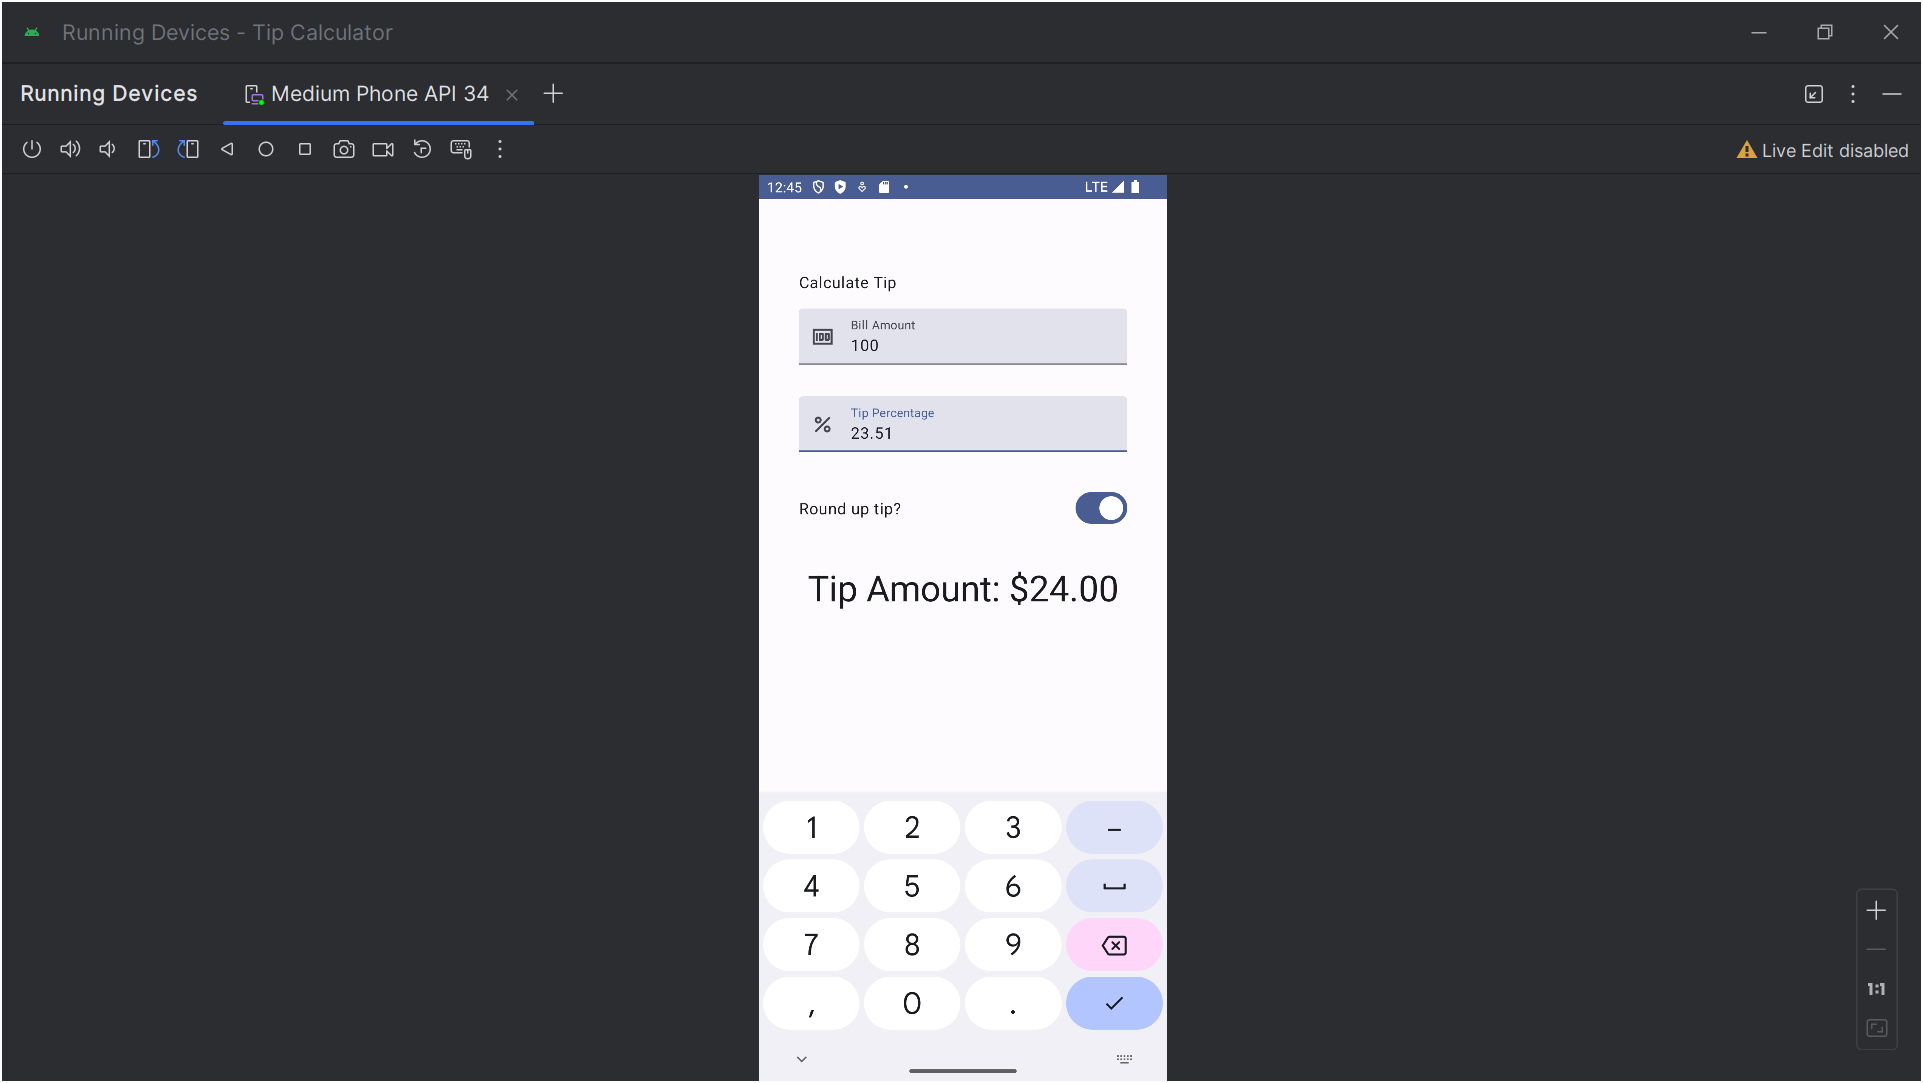 Running Devices - Tip Calculator
Running Devices
Medium Phone API 34
Live Edit disabled
12:45
LTE
Calculate Tip
Bill Amount
100
Tip Percentage
23.51
Round up tip?
Tip Amount: $24.00
1 2 3 –
4 5 6
7 8 9
, 0 .
1:1